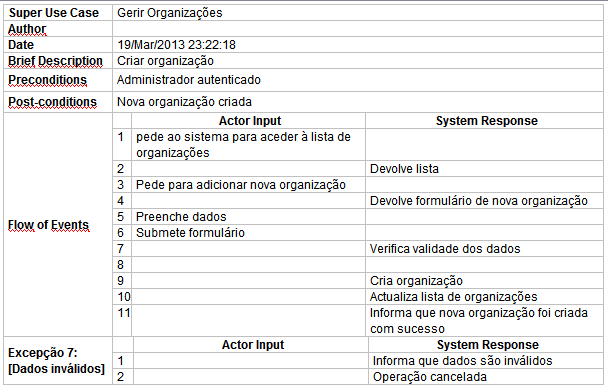 Super Use Case Gerir Organizações
Author
Date 19/Mar/2013 23:22:18
Brief Description Criar organização
Preconditions Administrador autenticado
Post-conditions Nova organização criada
Flow of Events
Actor Input System Response
1 pede ao sistema para aceder à lista de
organizações
2 Devolve lista
3 Pede para adicionar nova organização
4 Devolve formulário de nova organização
5 Preenche dados
6 Submete formulário
7 Verifica validade dos dados
8
9 Cria organização
10 Actualiza lista de organizações
11 Informa que nova organização foi criada
com sucesso
Excepção 7:
[Dados inválidos]
Actor Input System Response
1 Informa que dados são inválidos
2 Operação cancelada